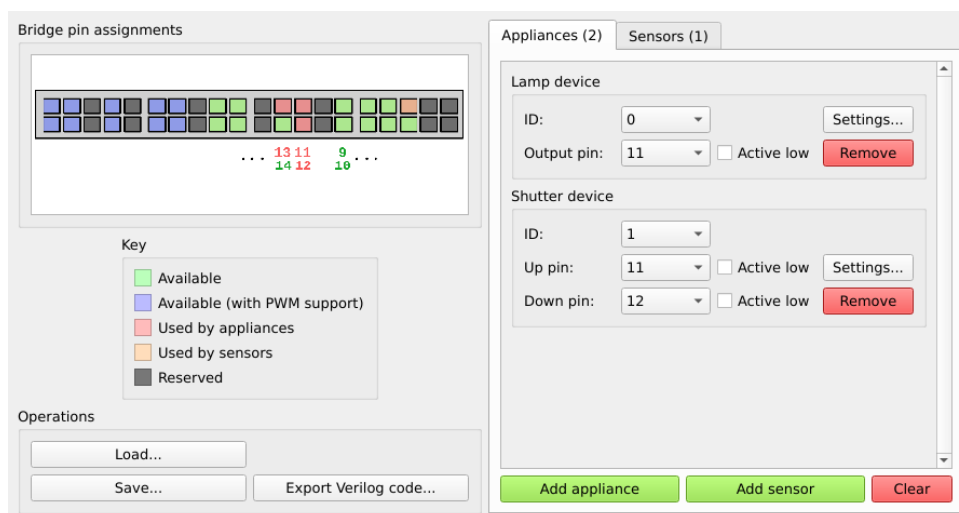 Bridge pin assignments
... 13 11 9 ...
14 12 10
Key
Available
Available (with PWM support)
Used by appliances
Used by sensors
Reserved
Operations
Load...
Save...
Export Verilog code...
Appliances (2)
Sensors (1)
Lamp device
ID: 0 Settings...
Output pin: 11 Active low Remove
Shutter device
ID: 1
Up pin: 11 Active low Settings...
Down pin: 12 Active low Remove
Add appliance Add sensor Clear